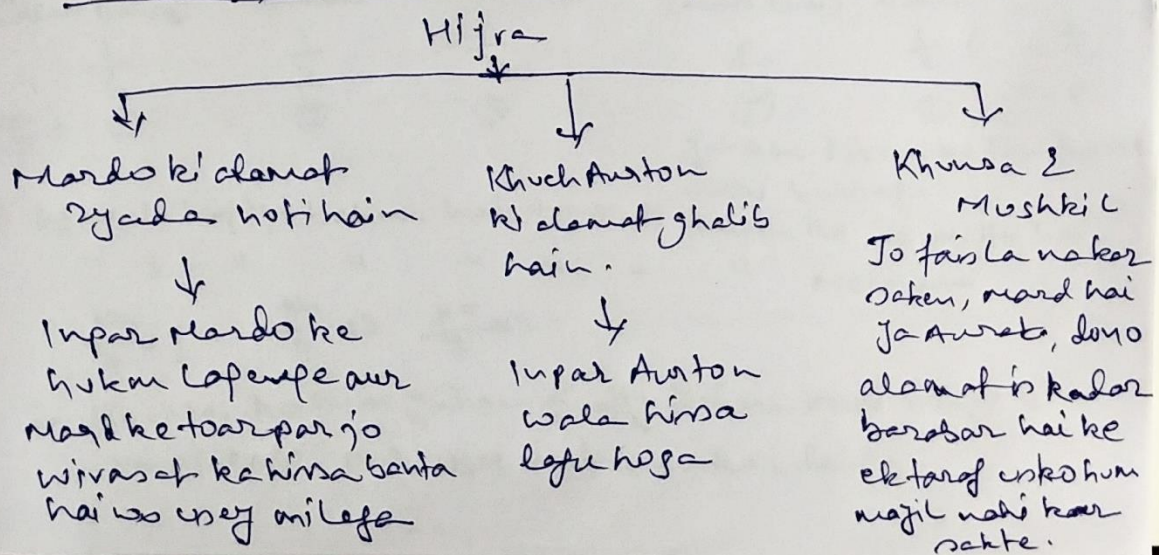 Hijra
Mardo ki alamat
zyada hoti hain
Inpar Mardo ke
hukm lagenge aur
Mard ke toar par jo
wirasat ka hissa banta
hai wo usey milega
Khuch Aurton
ki alamat ghalib
hain.
Inpar Aurton
wala hissa
lagu hoga
Khunsa e
Mushkil
Jo faisla na kar
saken, mard hai
ya Aurat, dono
alamat is kadar
barabar hai ke
ek taraf usko hum
majil nahi kar
sakte.